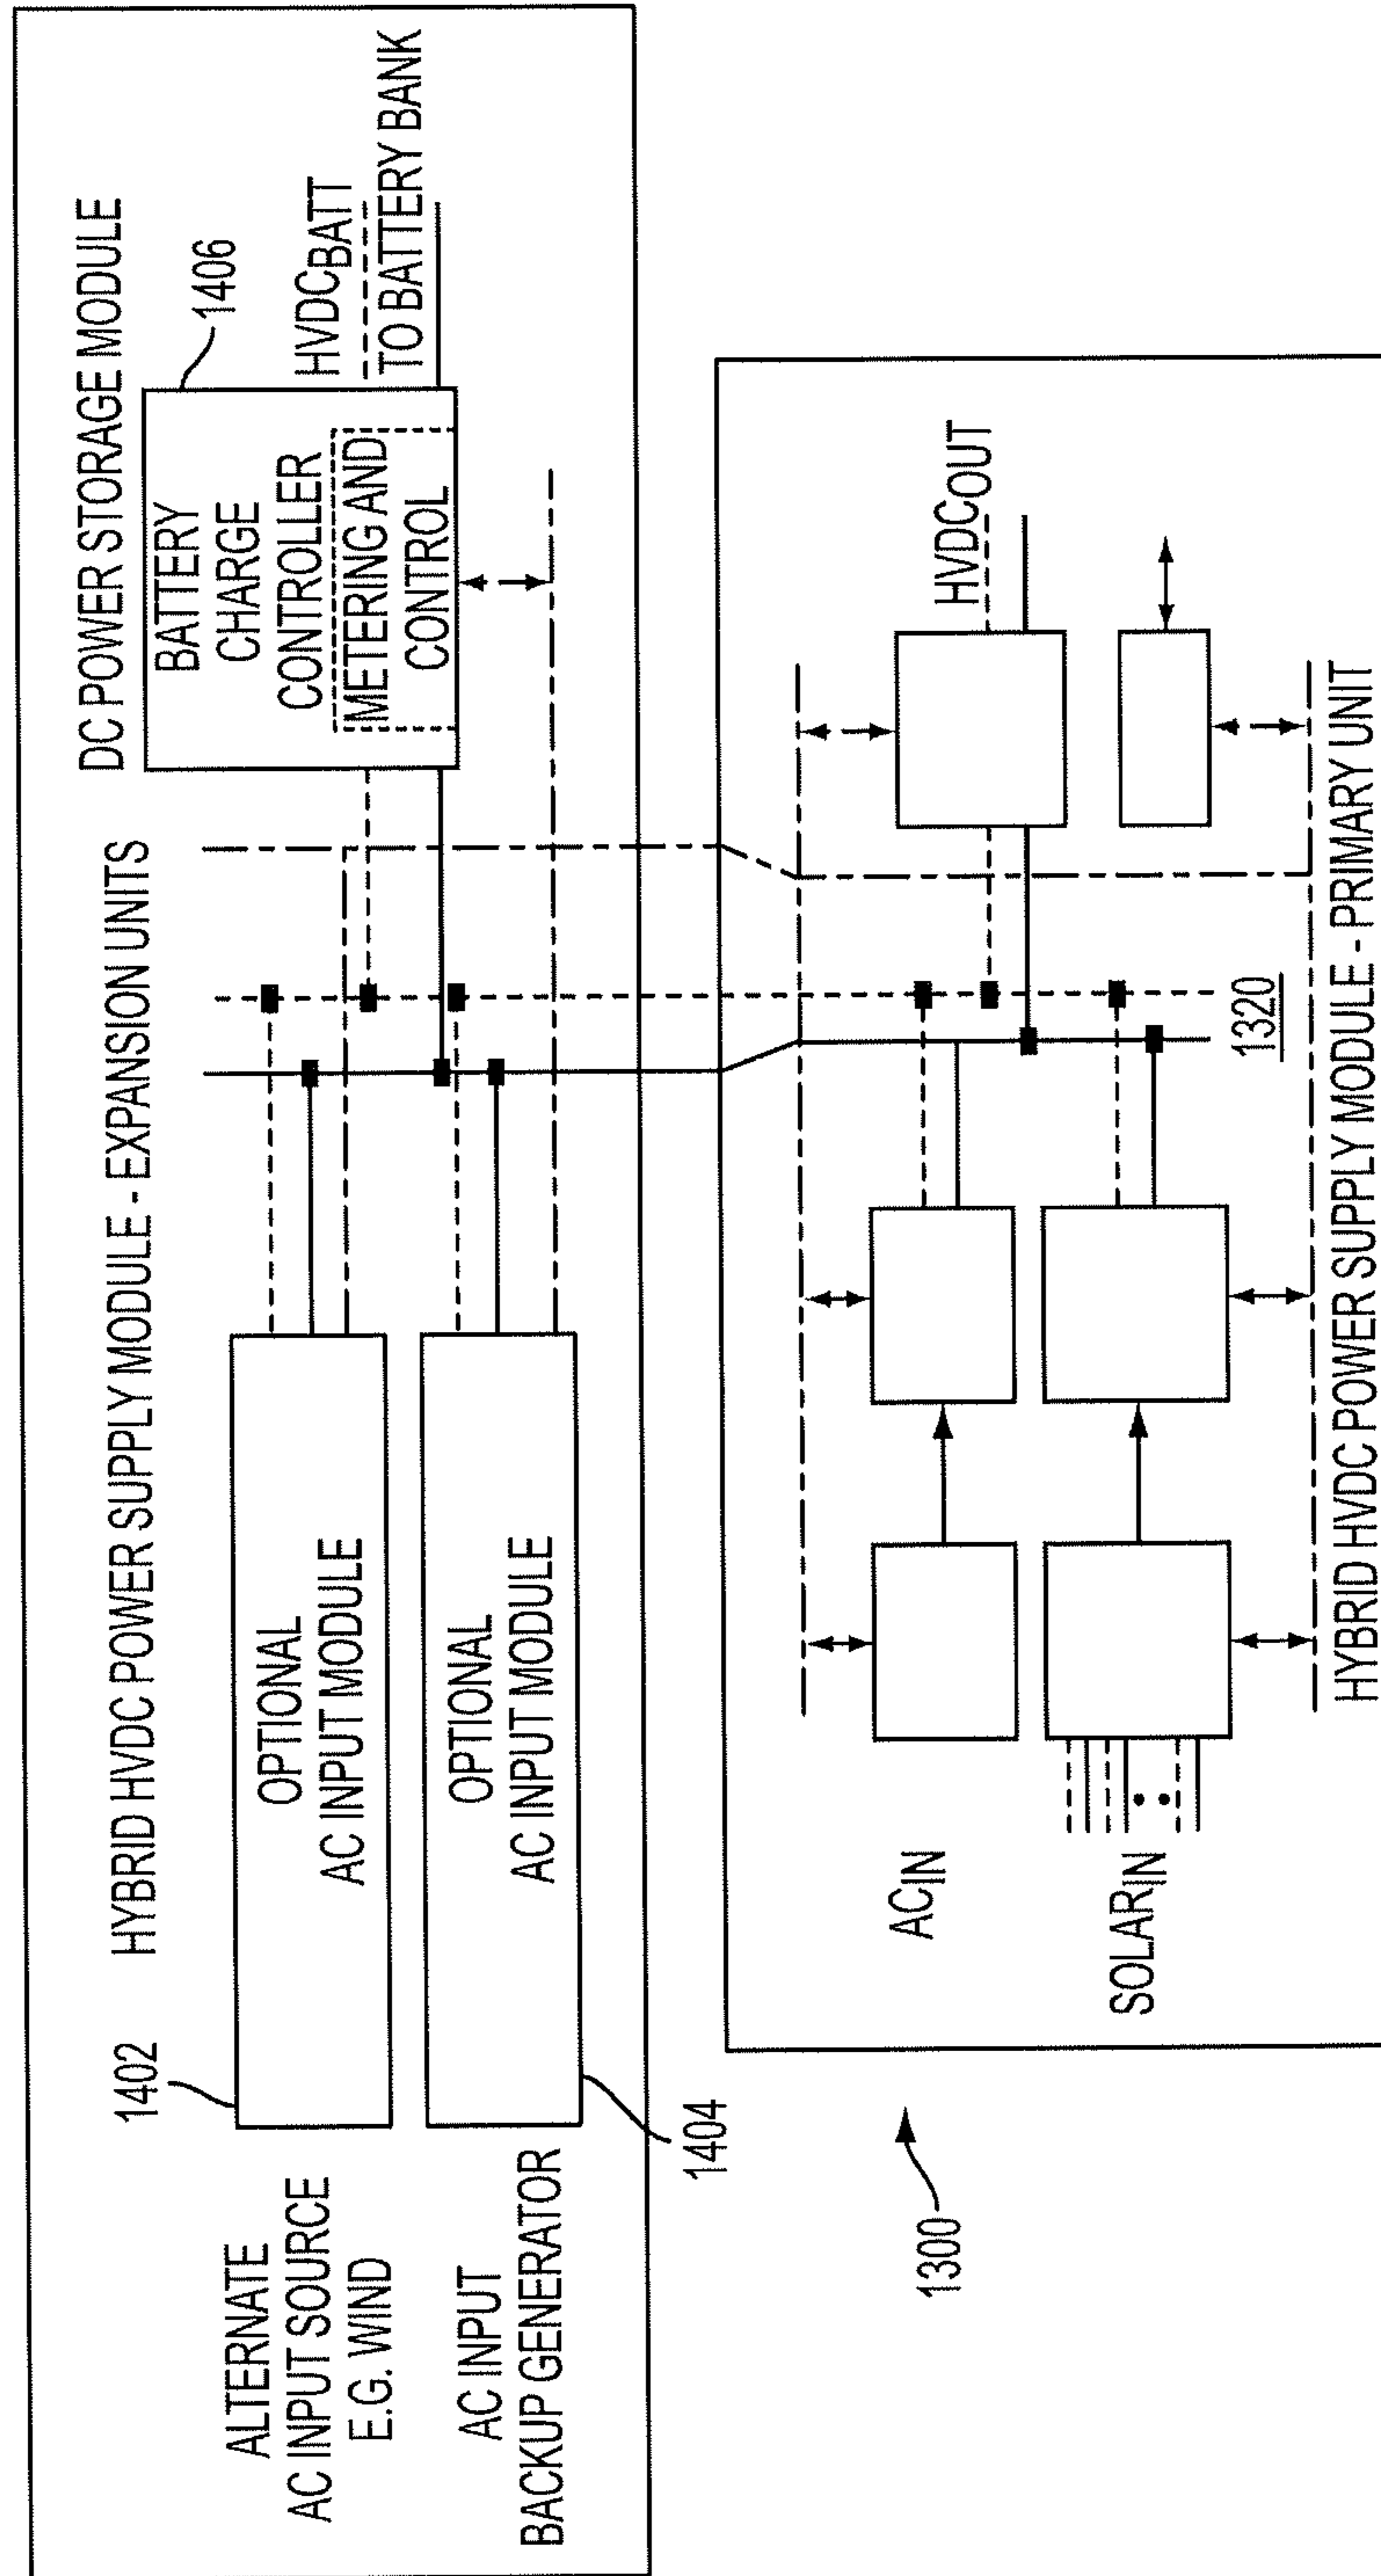 HYBRID HVDC POWER SUPPLY MODULE - EXPANSION UNITS
DC POWER STORAGE MODULE
1402
1406
ALTERNATE
AC INPUT SOURCE
E.G. WIND
OPTIONAL
AC INPUT MODULE
BATTERY
CHARGE
CONTROLLER
METERING AND
CONTROL
HVDCBATT
TO BATTERY BANK
AC INPUT
BACKUP GENERATOR
OPTIONAL
AC INPUT MODULE
1404
1300
ACIN
SOLARIN
HVDCOUT
1320
HYBRID HVDC POWER SUPPLY MODULE - PRIMARY UNIT